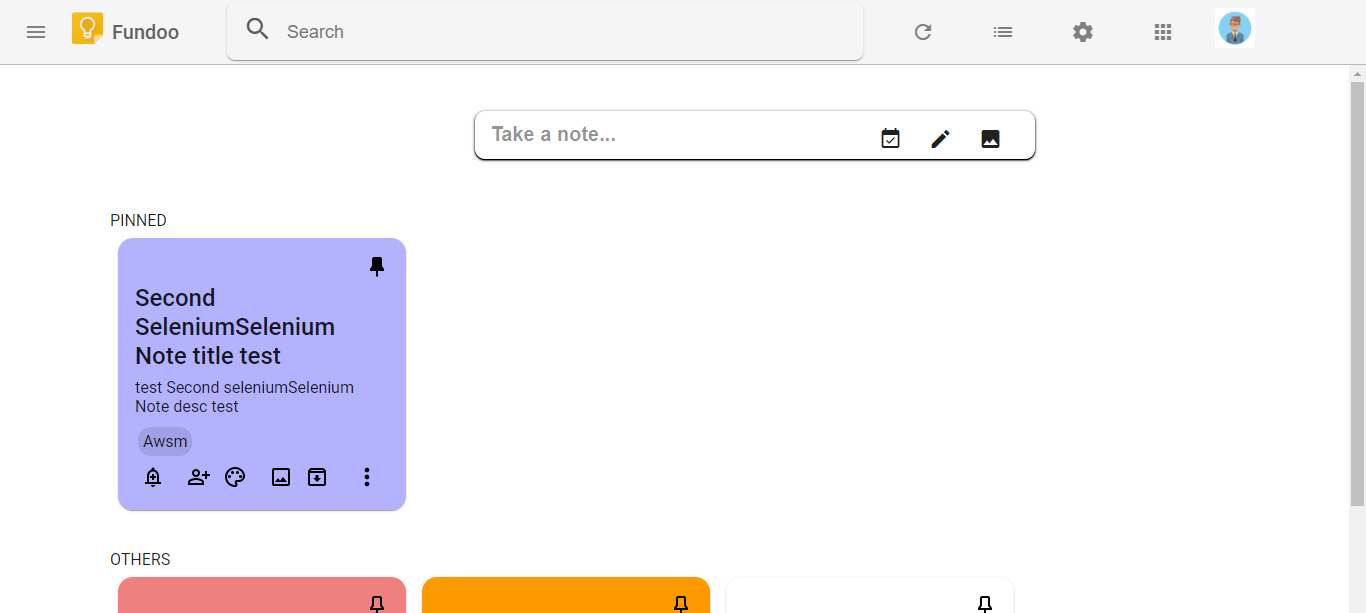 Fundoo
Search
Take a note...
PINNED
Second
SeleniumSelenium
Note title test
test Second seleniumSelenium
Note desc test
Awsm
OTHERS